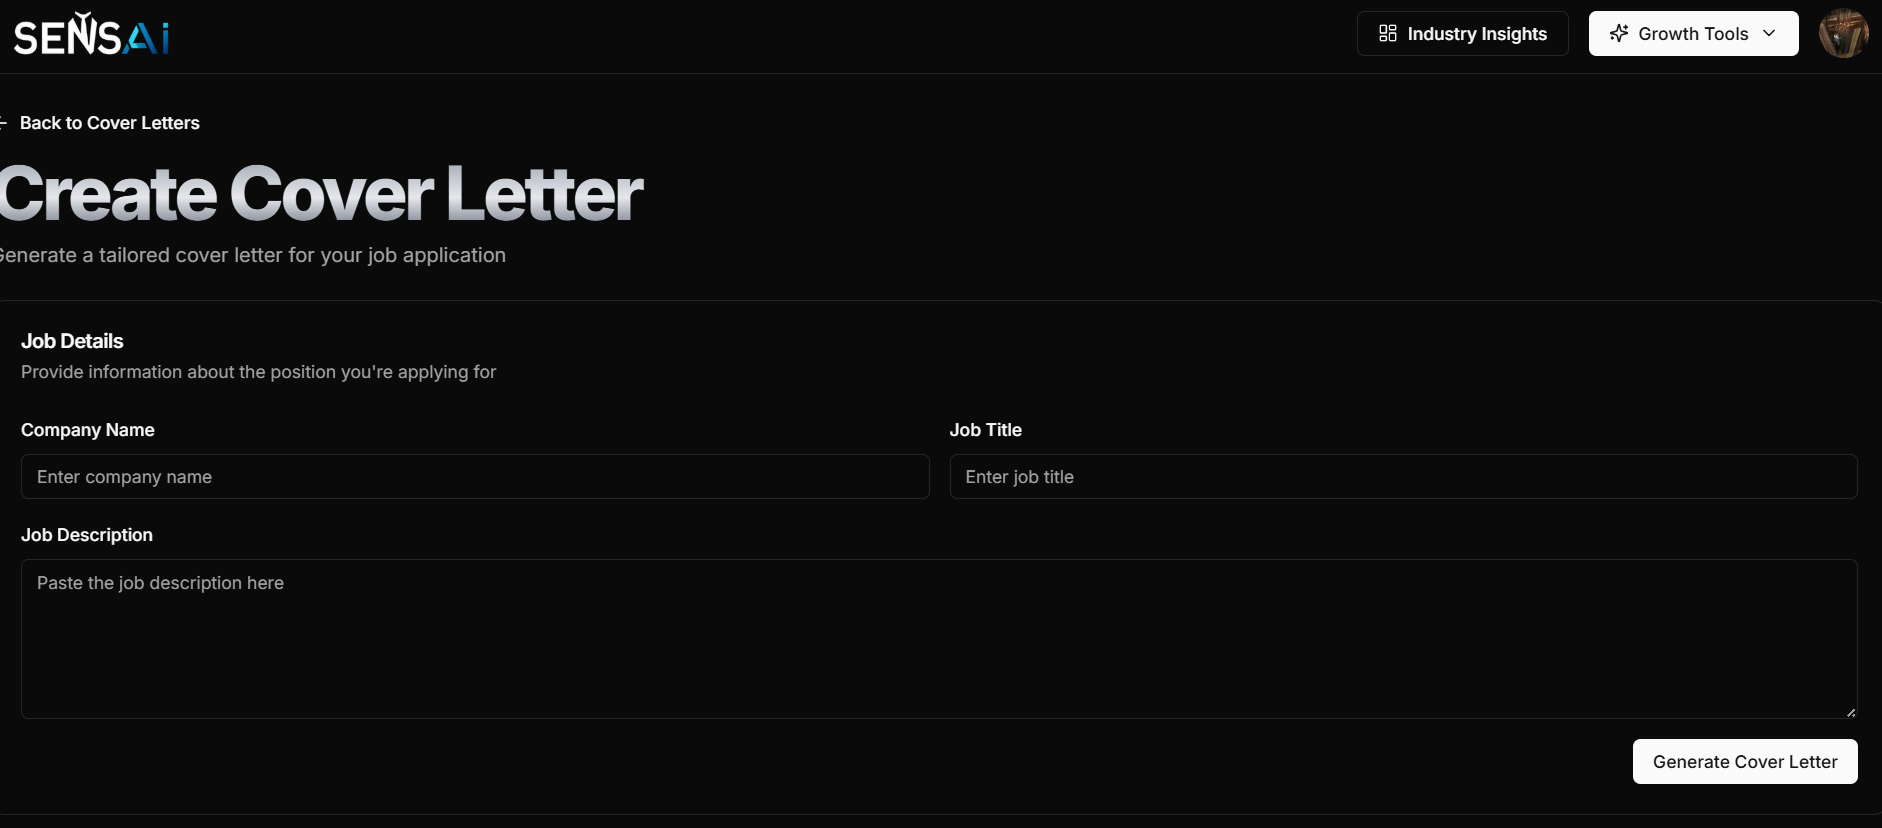 SENSAi
Industry Insights
Growth Tools
Back to Cover Letters
Create Cover Letter
Generate a tailored cover letter for your job application
Job Details
Provide information about the position you're applying for
Company Name
Job Title
Enter company name
Enter job title
Job Description
Paste the job description here
Generate Cover Letter